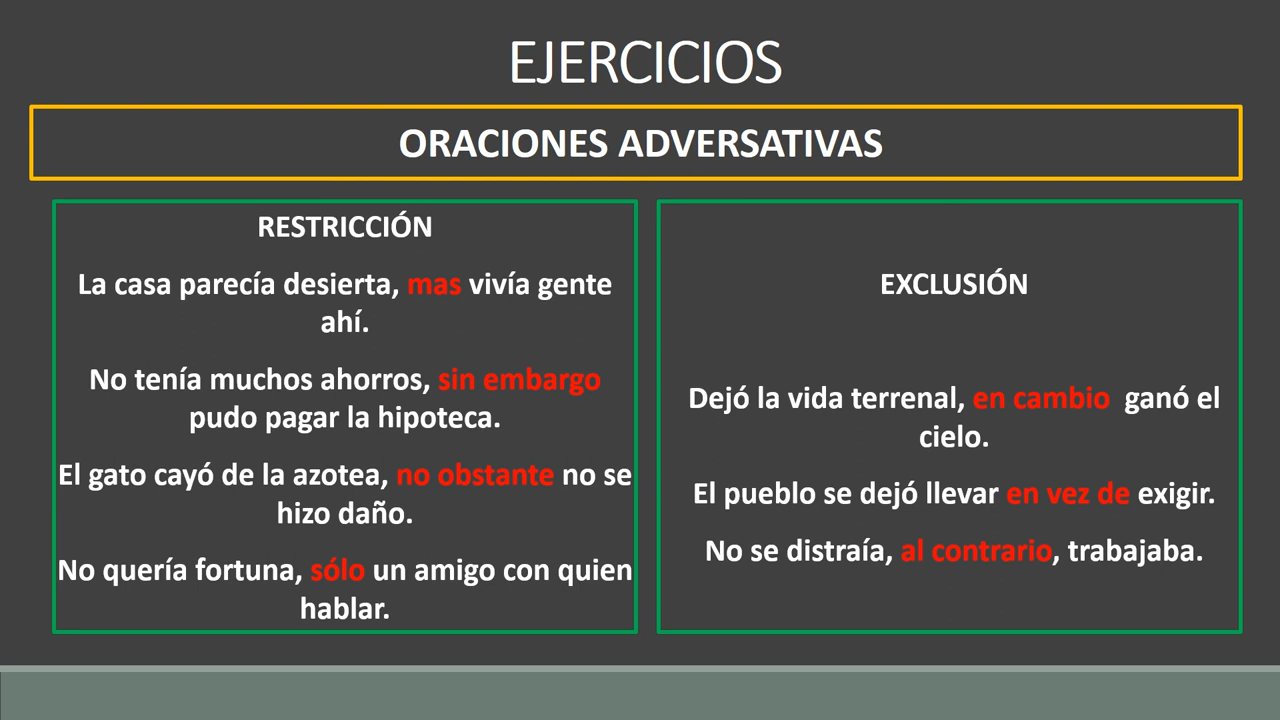 EJERCICIOS
ORACIONES ADVERSATIVAS
RESTRICCIÓN
La casa parecía desierta, mas vivía gente
ahí.
No tenía muchos ahorros, sin embargo
pudo pagar la hipoteca.
El gato cayó de la azotea, no obstante no se
hizo daño.
No quería fortuna, sólo un amigo con quien
hablar.
EXCLUSIÓN
Dejó la vida terrenal, en cambio ganó el
cielo.
El pueblo se dejó llevar en vez de exigir.
No se distraía, al contrario, trabajaba.